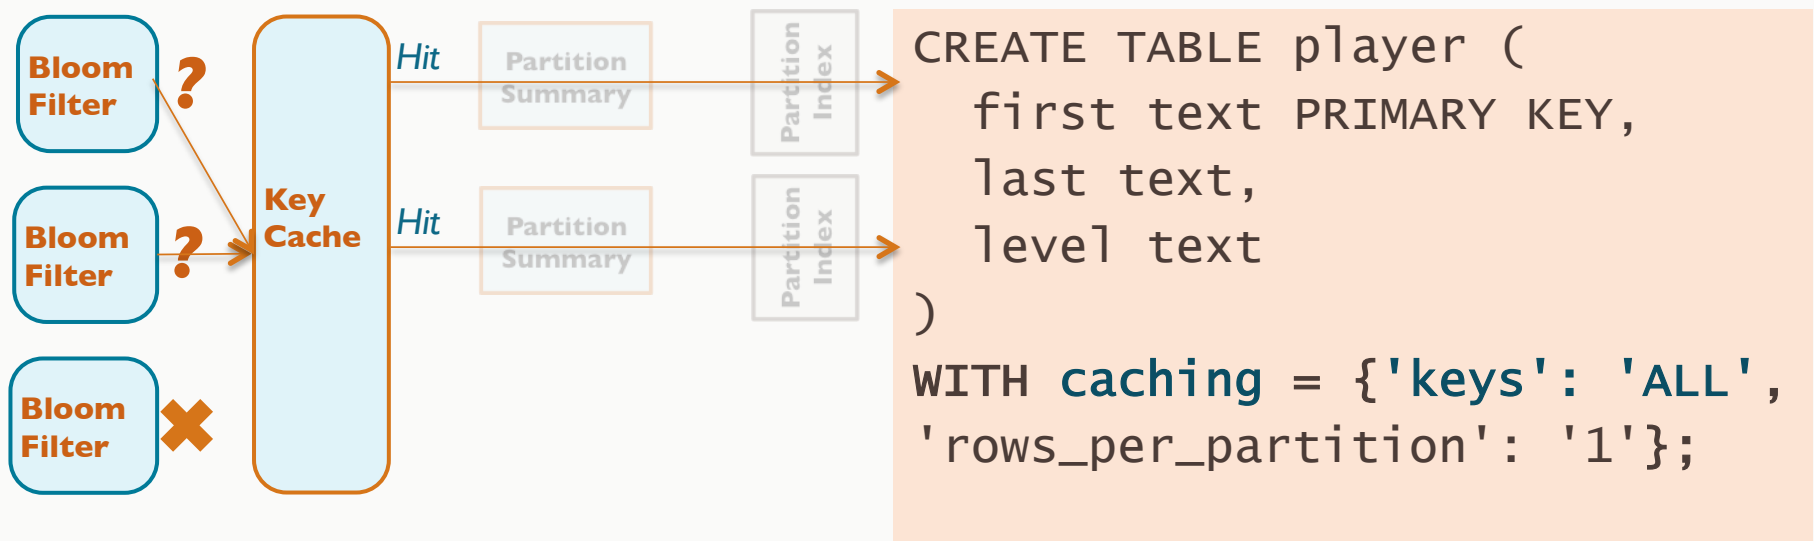 Bloom
Filter
?
Hit
Partition
Summary
Partition
Index
Key
Cache
Bloom
Filter
?
Hit
Partition
Summary
Partition
Index
Bloom
Filter
CREATE TABLE player (
first text PRIMARY KEY,
last text,
level text
)
WITH caching = {'keys': 'ALL',
'rows_per_partition': '1'};